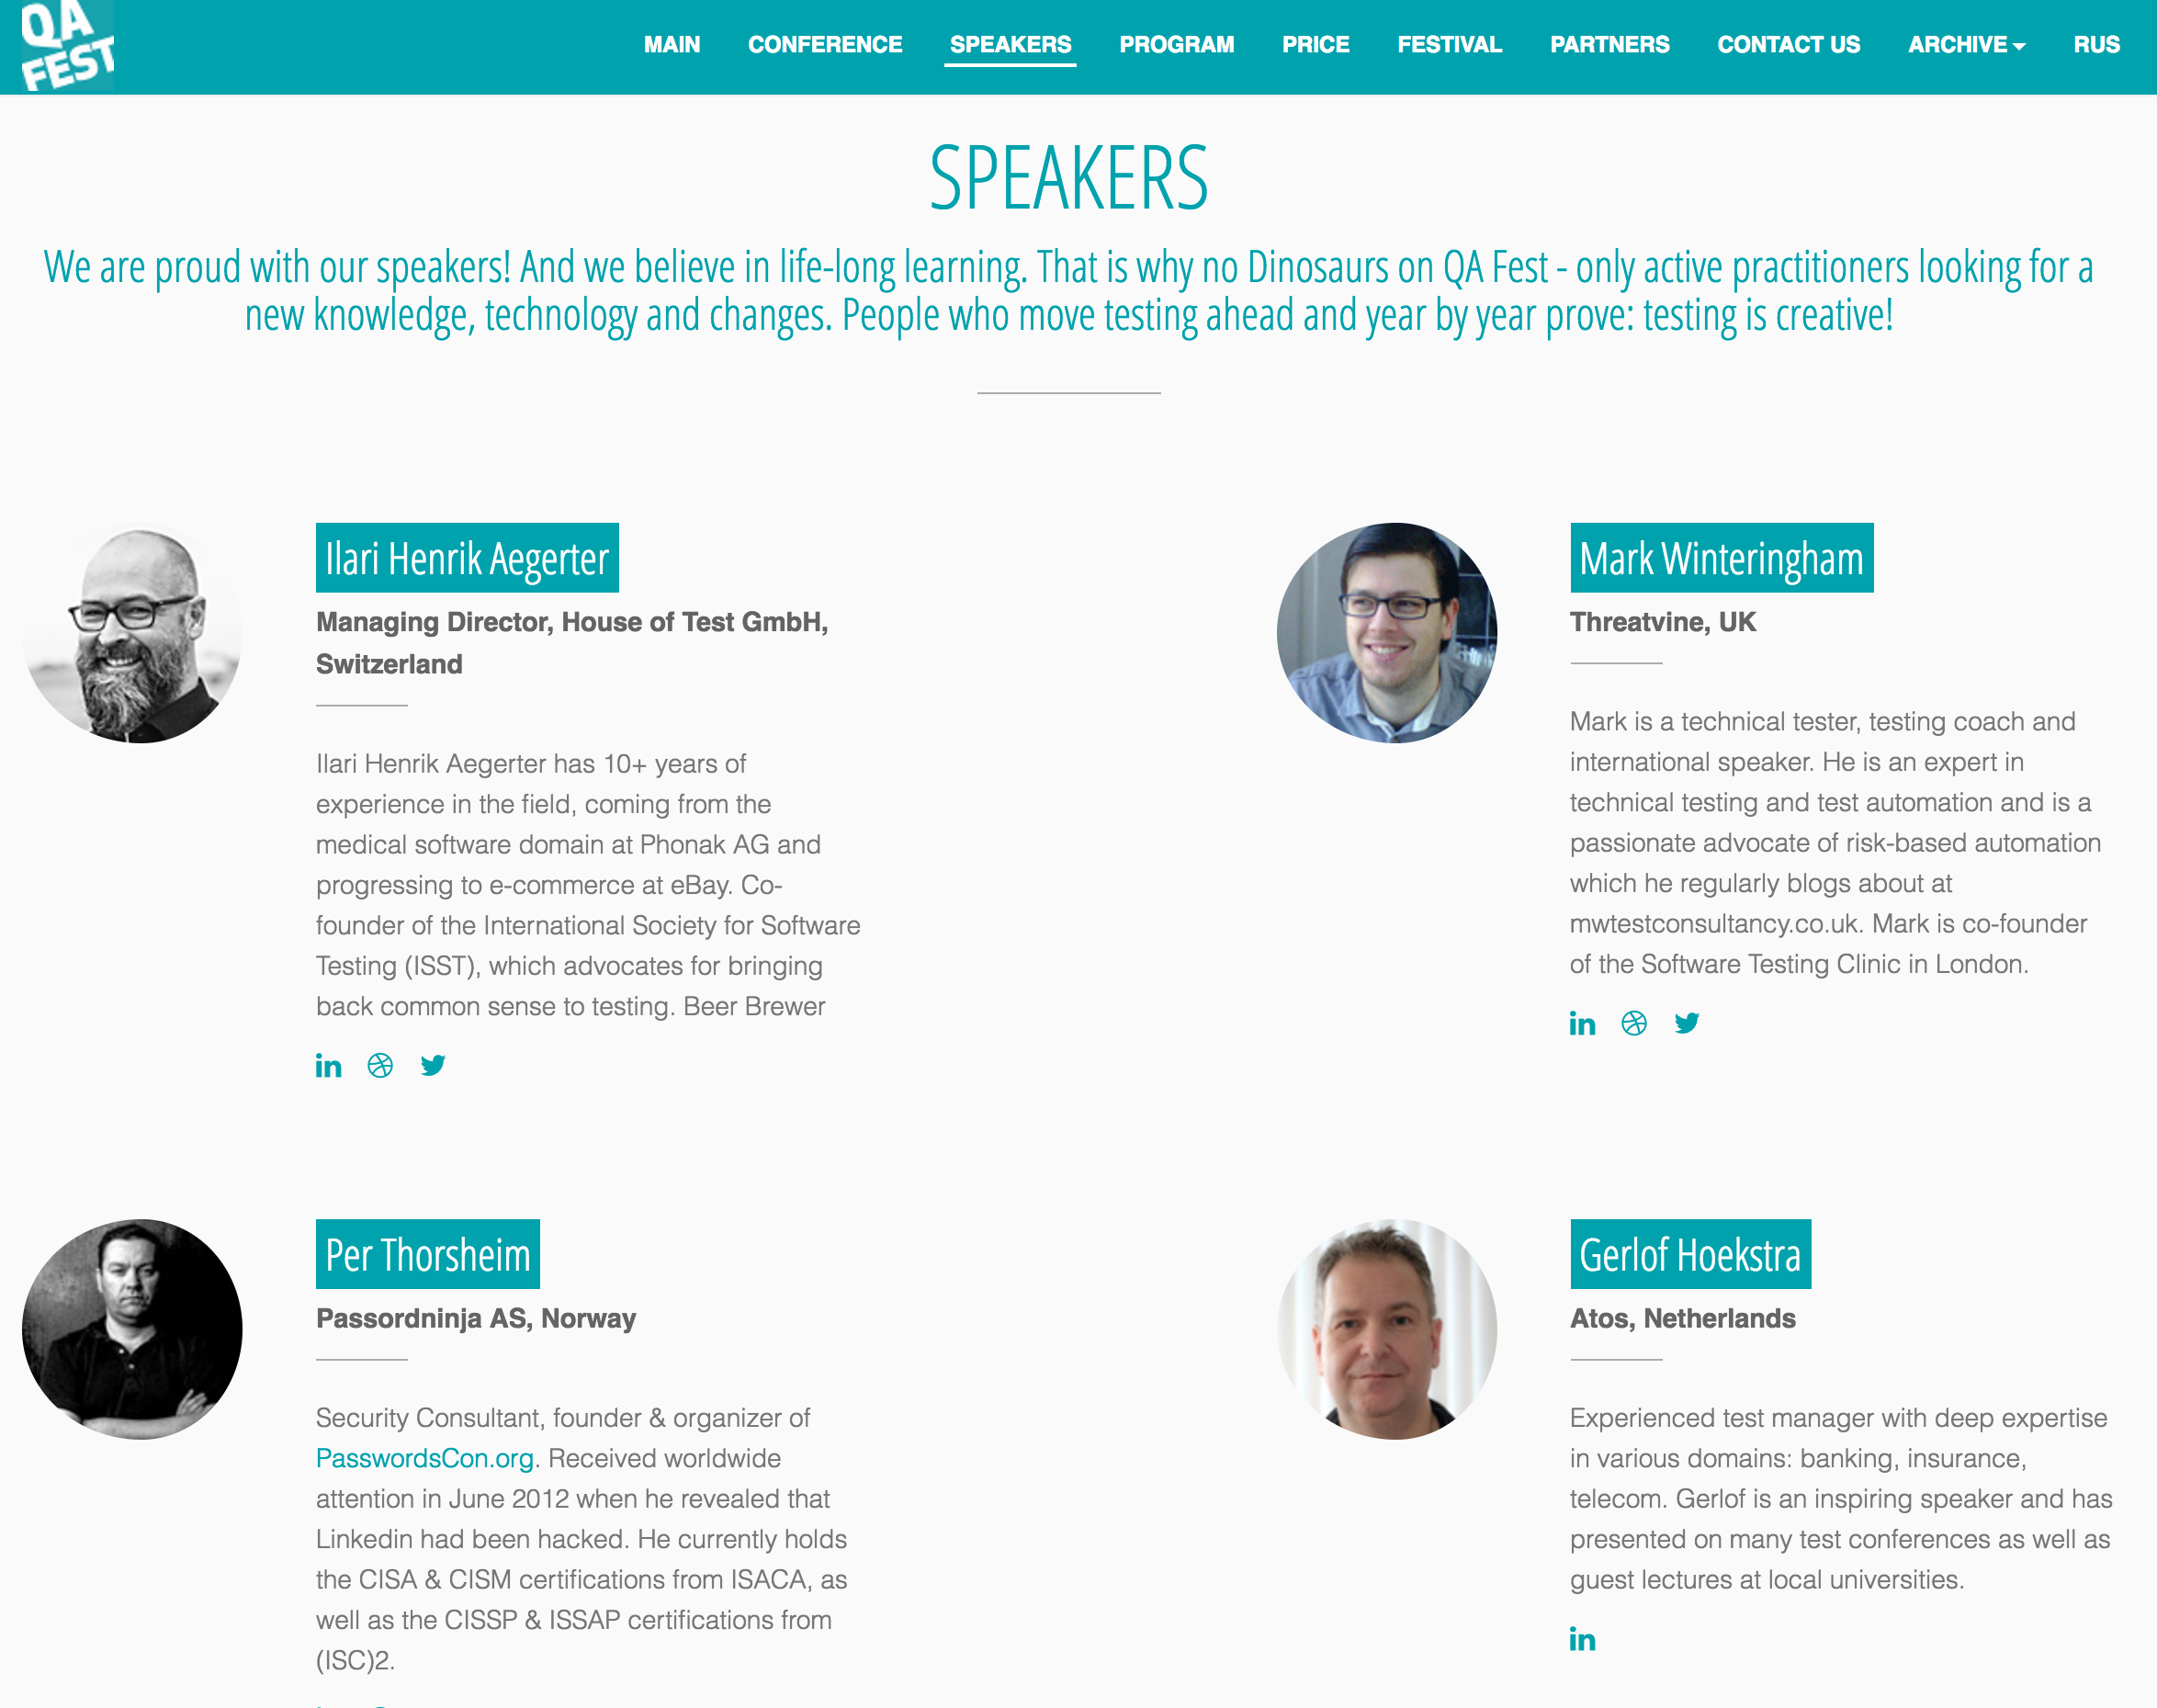 QA
FEST
MAIN CONFERENCE SPEAKERS PROGRAM PRICE FESTIVAL PARTNERS CONTACT US ARCHIVE RUS
SPEAKERS
We are proud with our speakers! And we believe in life-long learning. That is why no Dinosaurs on QA Fest - only active practitioners looking for a
new knowledge, technology and changes. People who move testing ahead and year by year prove: testing is creative!
Ilari Henrik Aegerter
Managing Director, House of Test GmbH,
Switzerland
Ilari Henrik Aegerter has 10+ years of
experience in the field, coming from the
medical software domain at Phonak AG and
progressing to e-commerce at eBay. Co-
founder of the International Society for Software
Testing (ISST), which advocates for bringing
back common sense to testing. Beer Brewer
in
Mark Winteringham
Threatvine, UK
Mark is a technical tester, testing coach and
international speaker. He is an expert in
technical testing and test automation and is a
passionate advocate of risk-based automation
which he regularly blogs about at
mwtestconsultancy.co.uk. Mark is co-founder
of the Software Testing Clinic in London.
in
Per Thorsheim
Passordninja AS, Norway
Security Consultant, founder & organizer of
PasswordsCon.org. Received worldwide
attention in June 2012 when he revealed that
Linkedin had been hacked. He currently holds
the CISA & CISM certifications from ISACA, as
well as the CISSP & ISSAP certifications from
(ISC)2.
Gerlof Hoekstra
Atos, Netherlands
Experienced test manager with deep expertise
in various domains: banking, insurance,
telecom. Gerlof is an inspiring speaker and has
presented on many test conferences as well as
guest lectures at local universities.
in